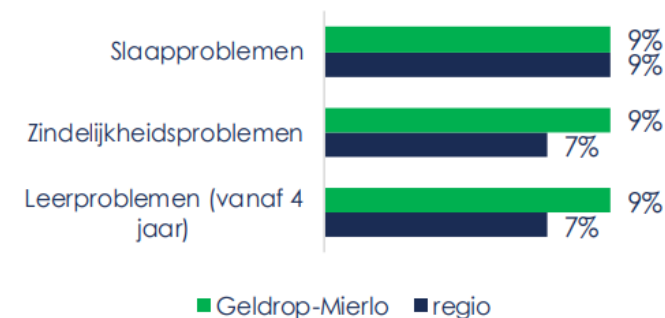 Slaapproblemen
9%
9%
Zindelijkheidsproblemen
9%
7%
Leerproblemen (vanaf 4
jaar)
9%
7%
Geldrop-Mierlo regio